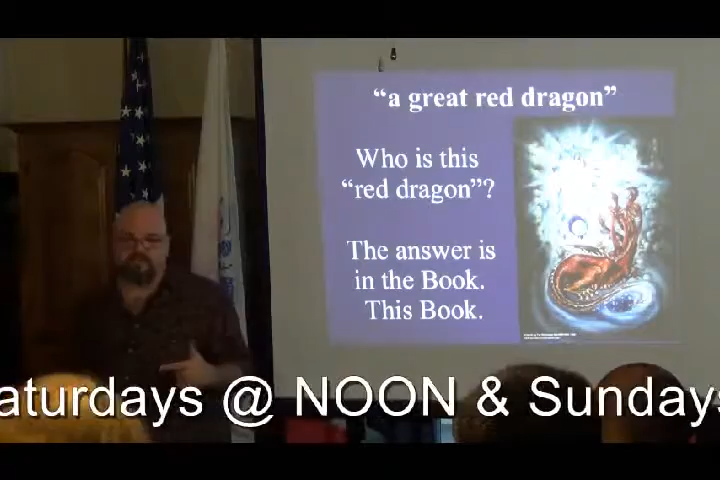 “a great red dragon”
Who is this
“red dragon”?
The answer is
in the Book.
This Book.
aturdays @ NOON & Sundays